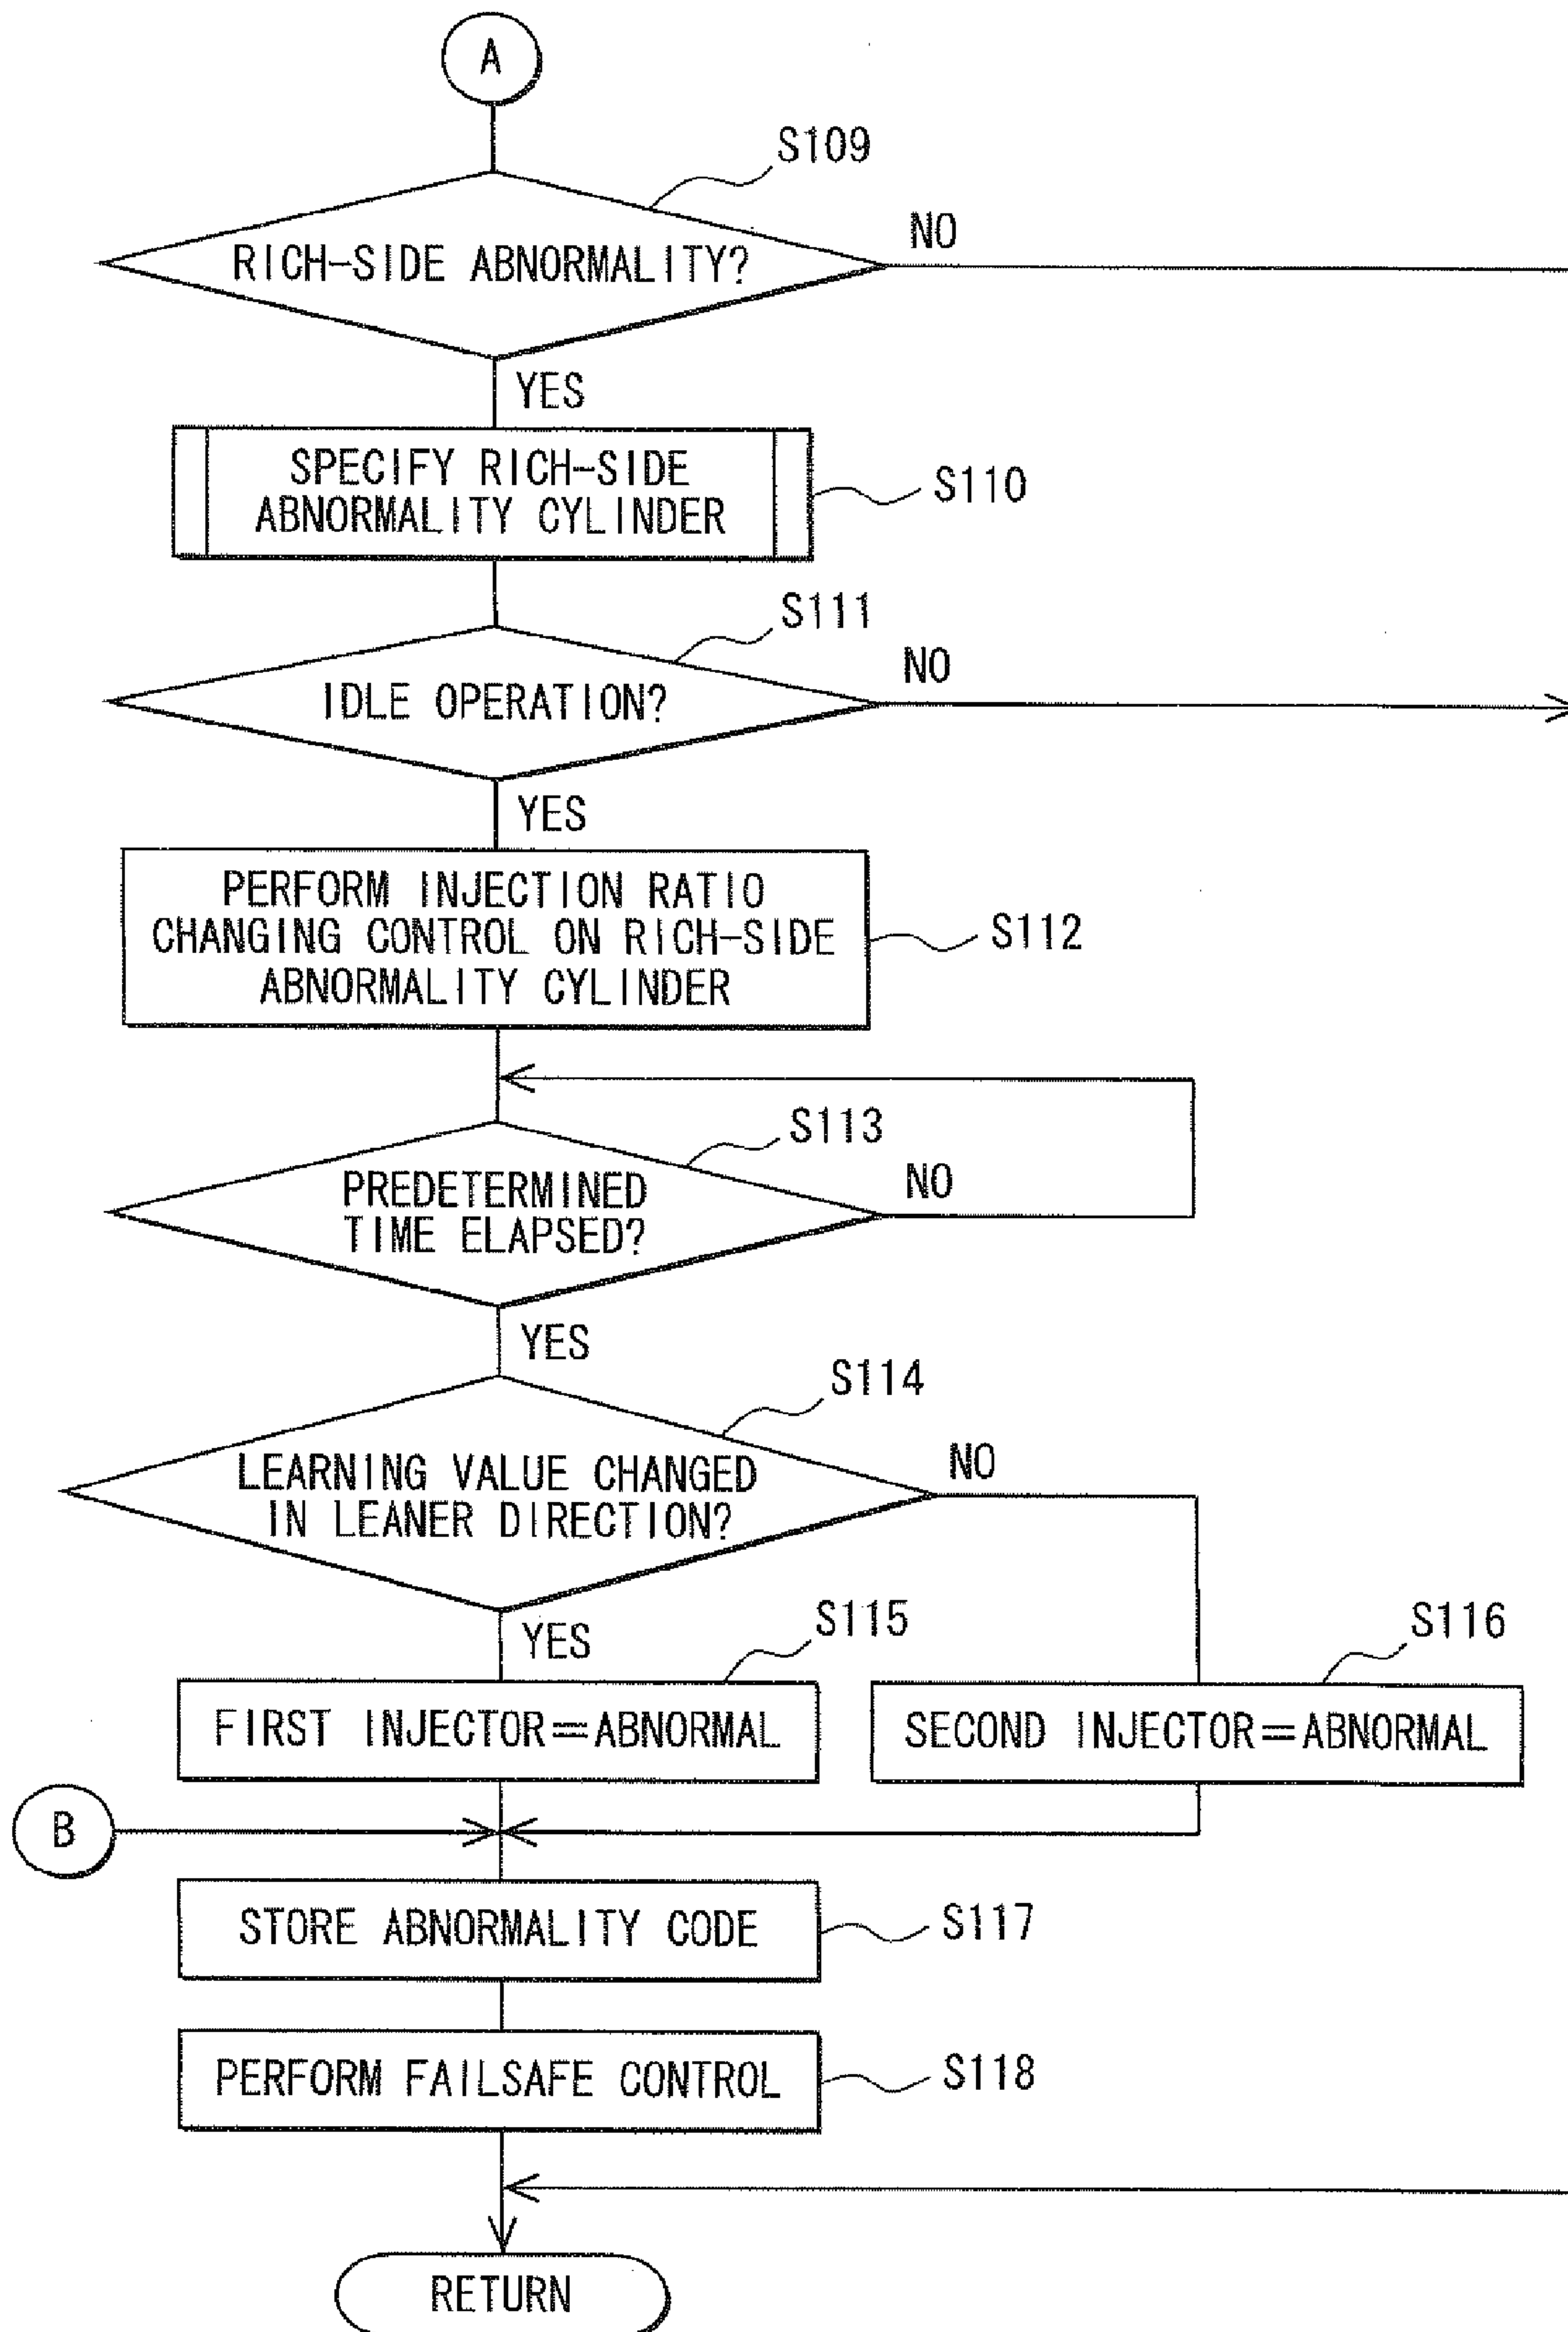 A
S109
RICH-SIDE ABNORMALITY?
NO
YES
SPECIFY RICH-SIDE
ABNORMALITY CYLINDER
S110
S111
IDLE OPERATION?
NO
YES
PERFORM INJECTION RATIO
CHANGING CONTROL ON RICH-SIDE
ABNORMALITY CYLINDER
S112
S113
PREDETERMINED
TIME ELAPSED?
NO
YES
S114
LEARNING VALUE CHANGED
IN LEANER DIRECTION?
NO
YES
S115
FIRST INJECTOR=ABNORMAL
S116
SECOND INJECTOR=ABNORMAL
B
STORE ABNORMALITY CODE
S117
PERFORM FAILSAFE CONTROL
S118
RETURN